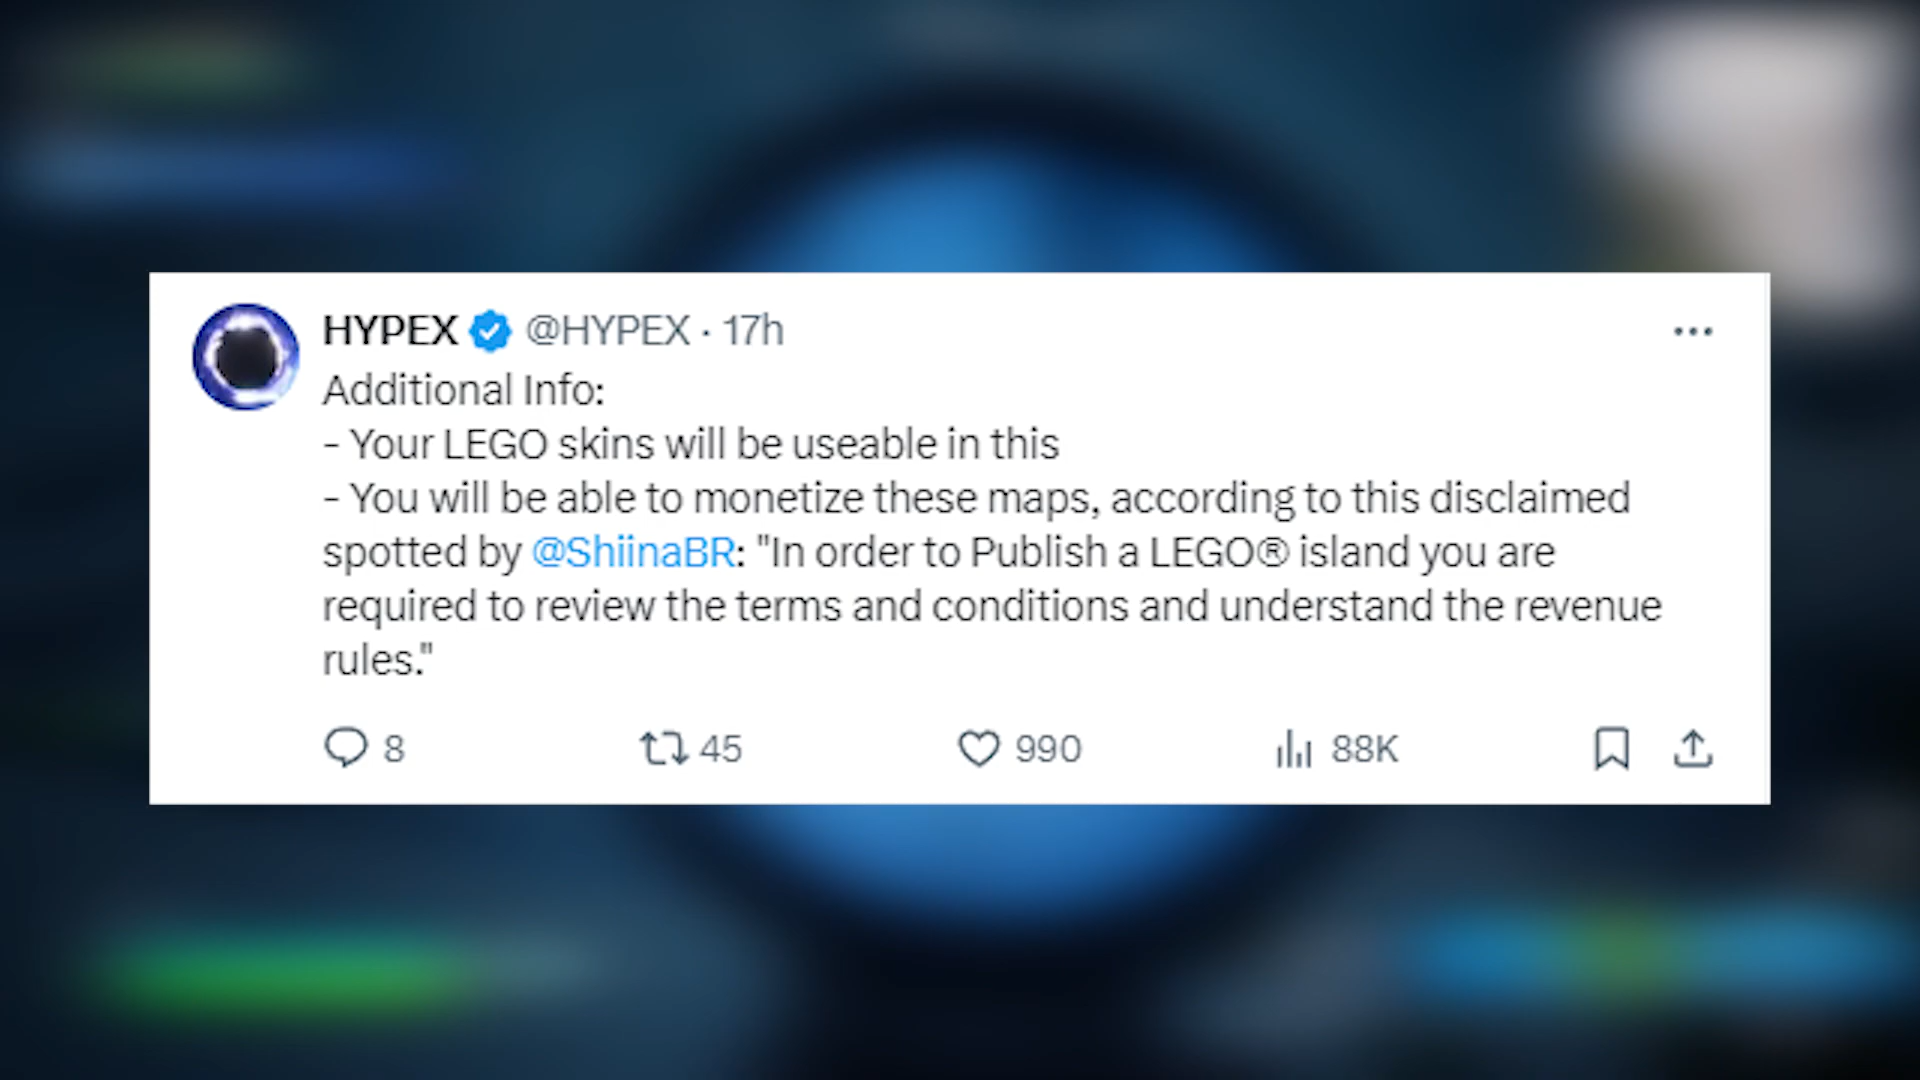 HYPEX @HYPEX · 17h
Additional Info:
- Your LEGO skins will be useable in this
- You will be able to monetize these maps, according to this disclaimed
spotted by @ShiinaBR: "In order to Publish a LEGO® island you are
required to review the terms and conditions and understand the revenue
rules."
8 45 990 88K